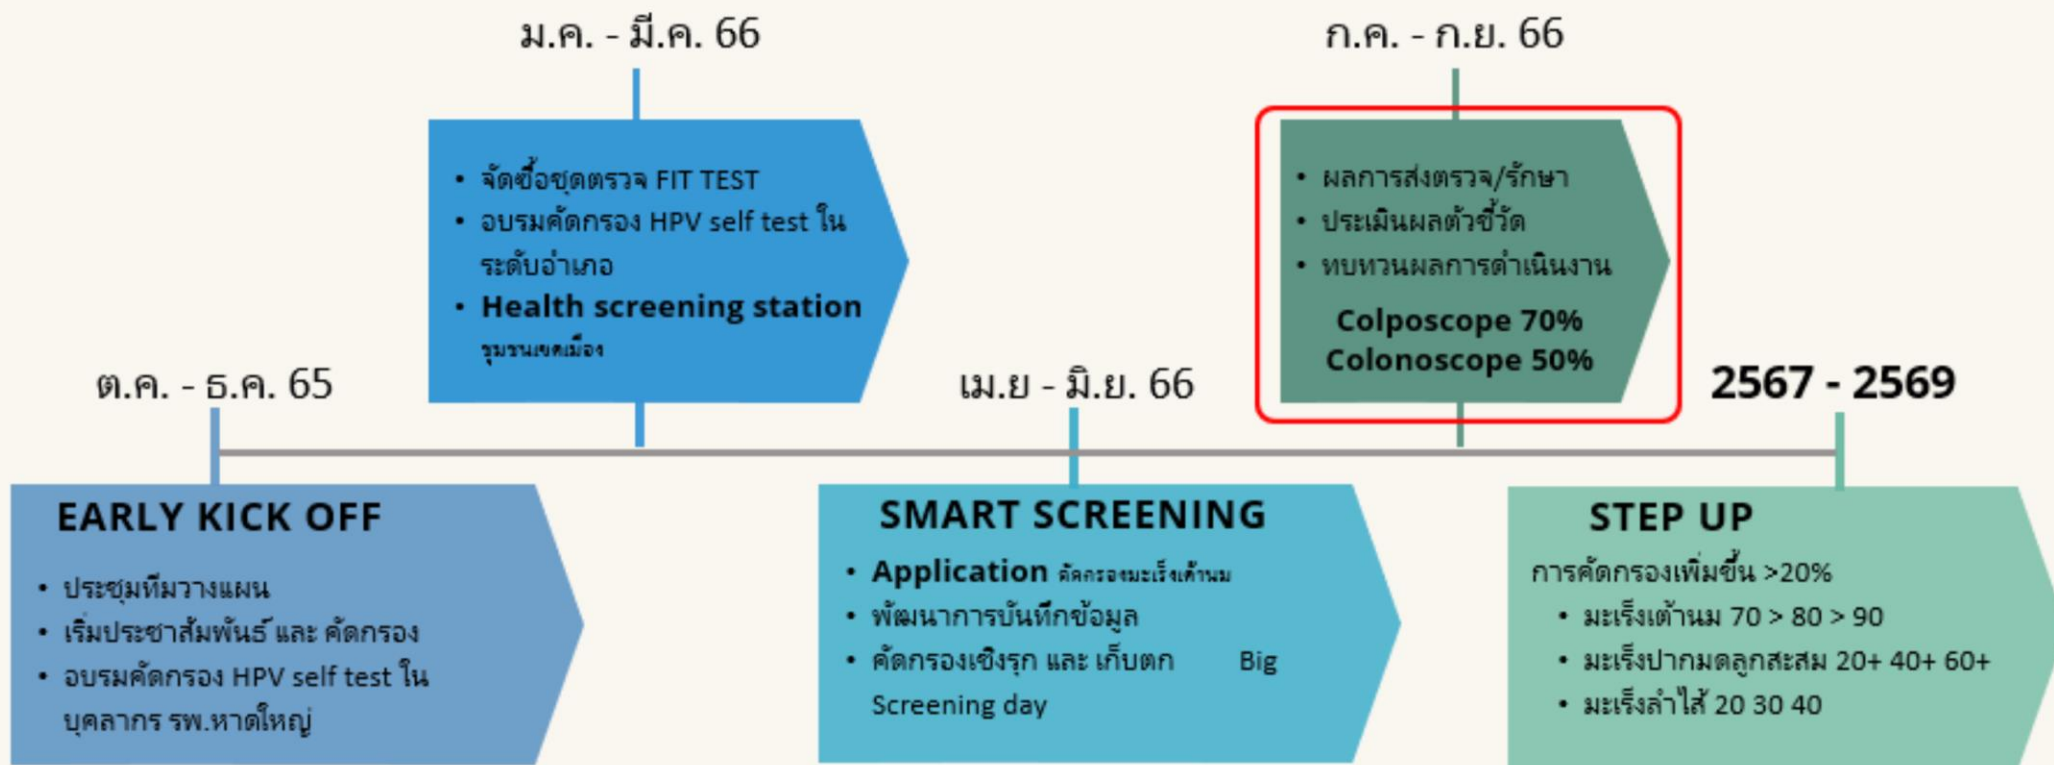 ม.ค. - มี.ค. 66
• จัดซื้อชุดตรวจ FIT TEST
• อบรมคัดกรอง HPV self test ใน
ระดับอำเภอ
• Health screening station
ชุมชนเขตเมือง
ก.ค. - ก.ย. 66
• ผลการส่งตรวจ/รักษา
• ประเมินผลตัวชี้วัด
• ทบทวนผลการดำเนินงาน
Colposcope 70%
Colonoscope 50%
ต.ค. - ธ.ค. 65
EARLY KICK OFF
• ประชุมทีมวางแผน
• เริ่มประชาสัมพันธ์ และ คัดกรอง
• อบรมคัดกรอง HPV self test ใน
บุคลากร รพ.หาดใหญ่
เม.ย - มิ.ย. 66
SMART SCREENING
• Application คัดกรองมะเร็งเต้านม
• พัฒนาการบันทึกข้อมูล
• คัดกรองเชิงรุก และ เก็บตก Big
Screening day
2567 - 2569
STEP UP
การคัดกรองเพิ่มขึ้น >20%
• มะเร็งเต้านม 70 > 80 > 90
• มะเร็งปากมดลูกสะสม 20+ 40+ 60+
• มะเร็งลำไส้ 20 30 40